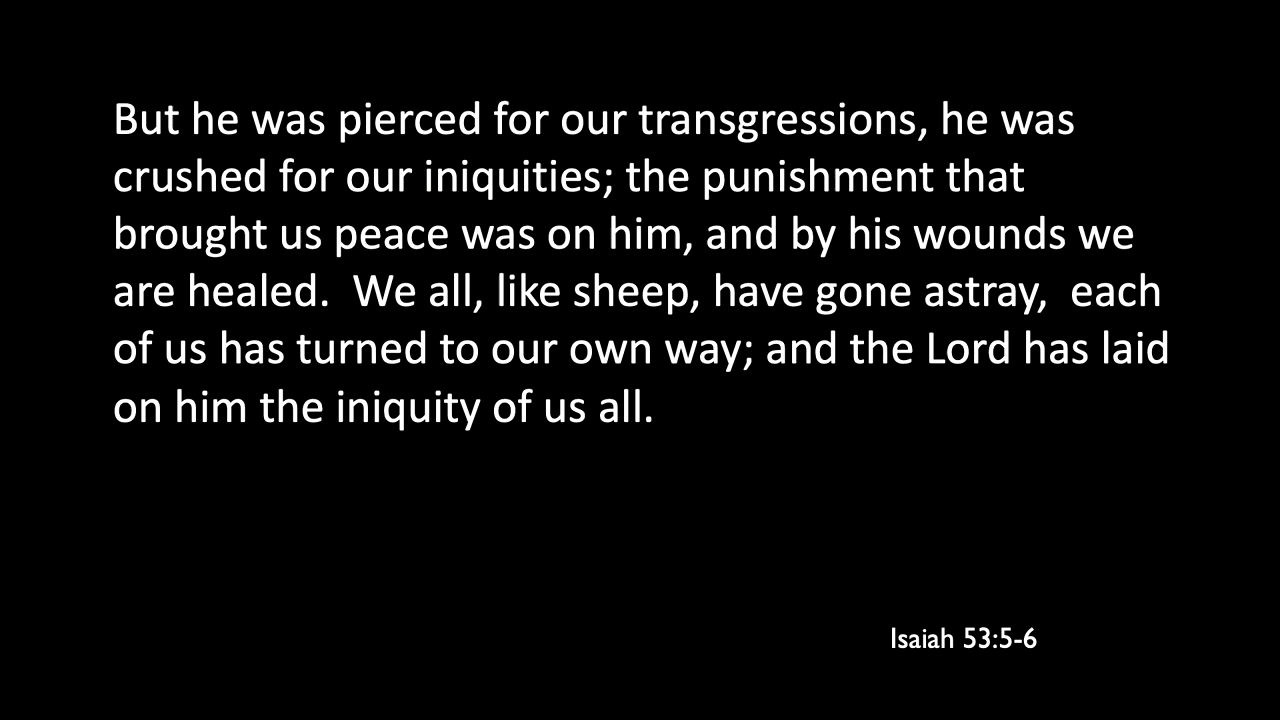 But he was pierced for our transgressions, he was
crushed for our iniquities; the punishment that
brought us peace was on him, and by his wounds we
are healed.  We all, like sheep, have gone astray,  each
of us has turned to our own way; and the Lord has laid
on him the iniquity of us all.
Isaiah 53:5-6